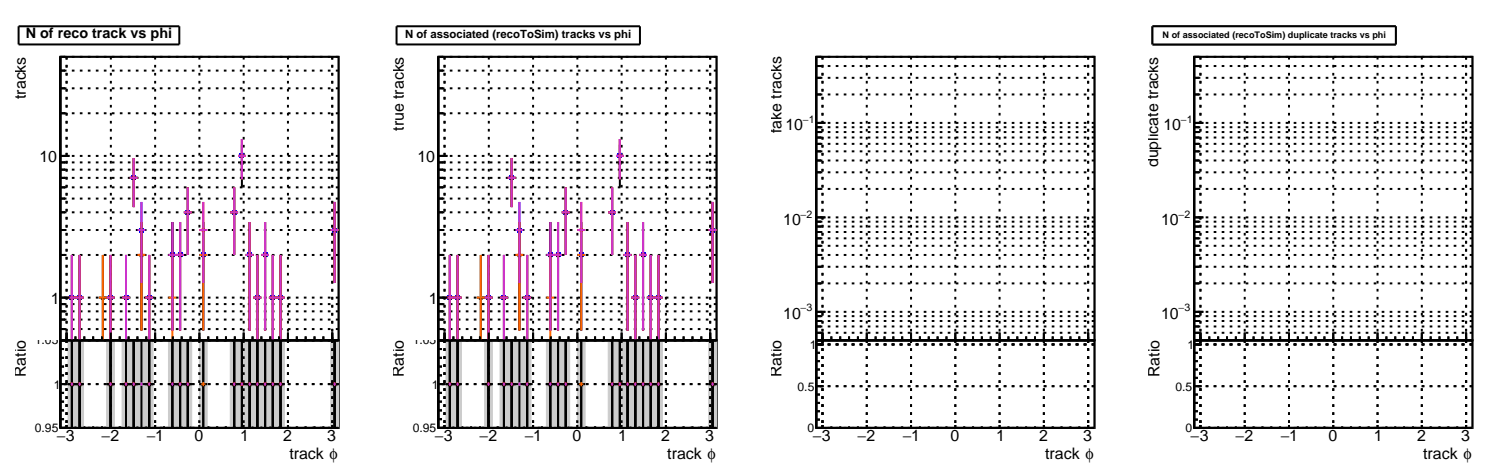 N of reco track vs phi
tracks
10
1
Ratio
1.05
1
0.95
−3 −2 −1 0 1 2 3
track ϕ
N of associated (recoToSim) tracks vs phi
true tracks
10
1
Ratio
1.05
1
0.95
−3 −2 −1 0 1 2 3
track ϕ
fake tracks
10−1
10−2
10−3
Ratio
1
0.5
0
−3 −2 −1 0 1 2 3
track ϕ
N of associated (recoToSim) duplicate tracks vs phi
duplicate tracks
10−1
10−2
10−3
Ratio
1
0.5
0
−3 −2 −1 0 1 2 3
track ϕ